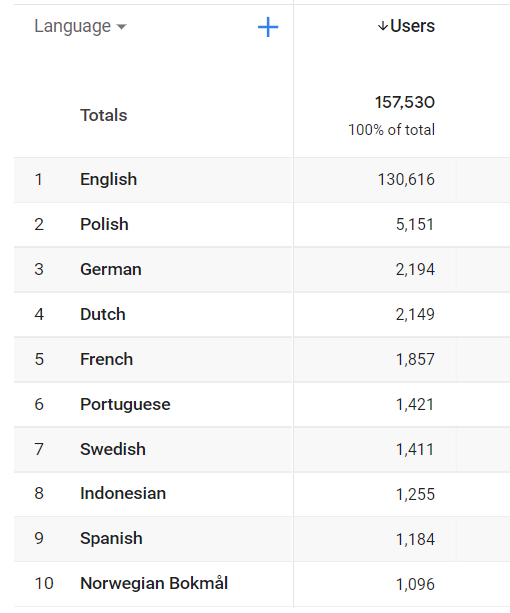 Language ↓Users
Totals 157,530
100% of total
1 English 130,616
2 Polish 5,151
3 German 2,194
4 Dutch 2,149
5 French 1,857
6 Portuguese 1,421
7 Swedish 1,411
8 Indonesian 1,255
9 Spanish 1,184
10 Norwegian Bokmål 1,096